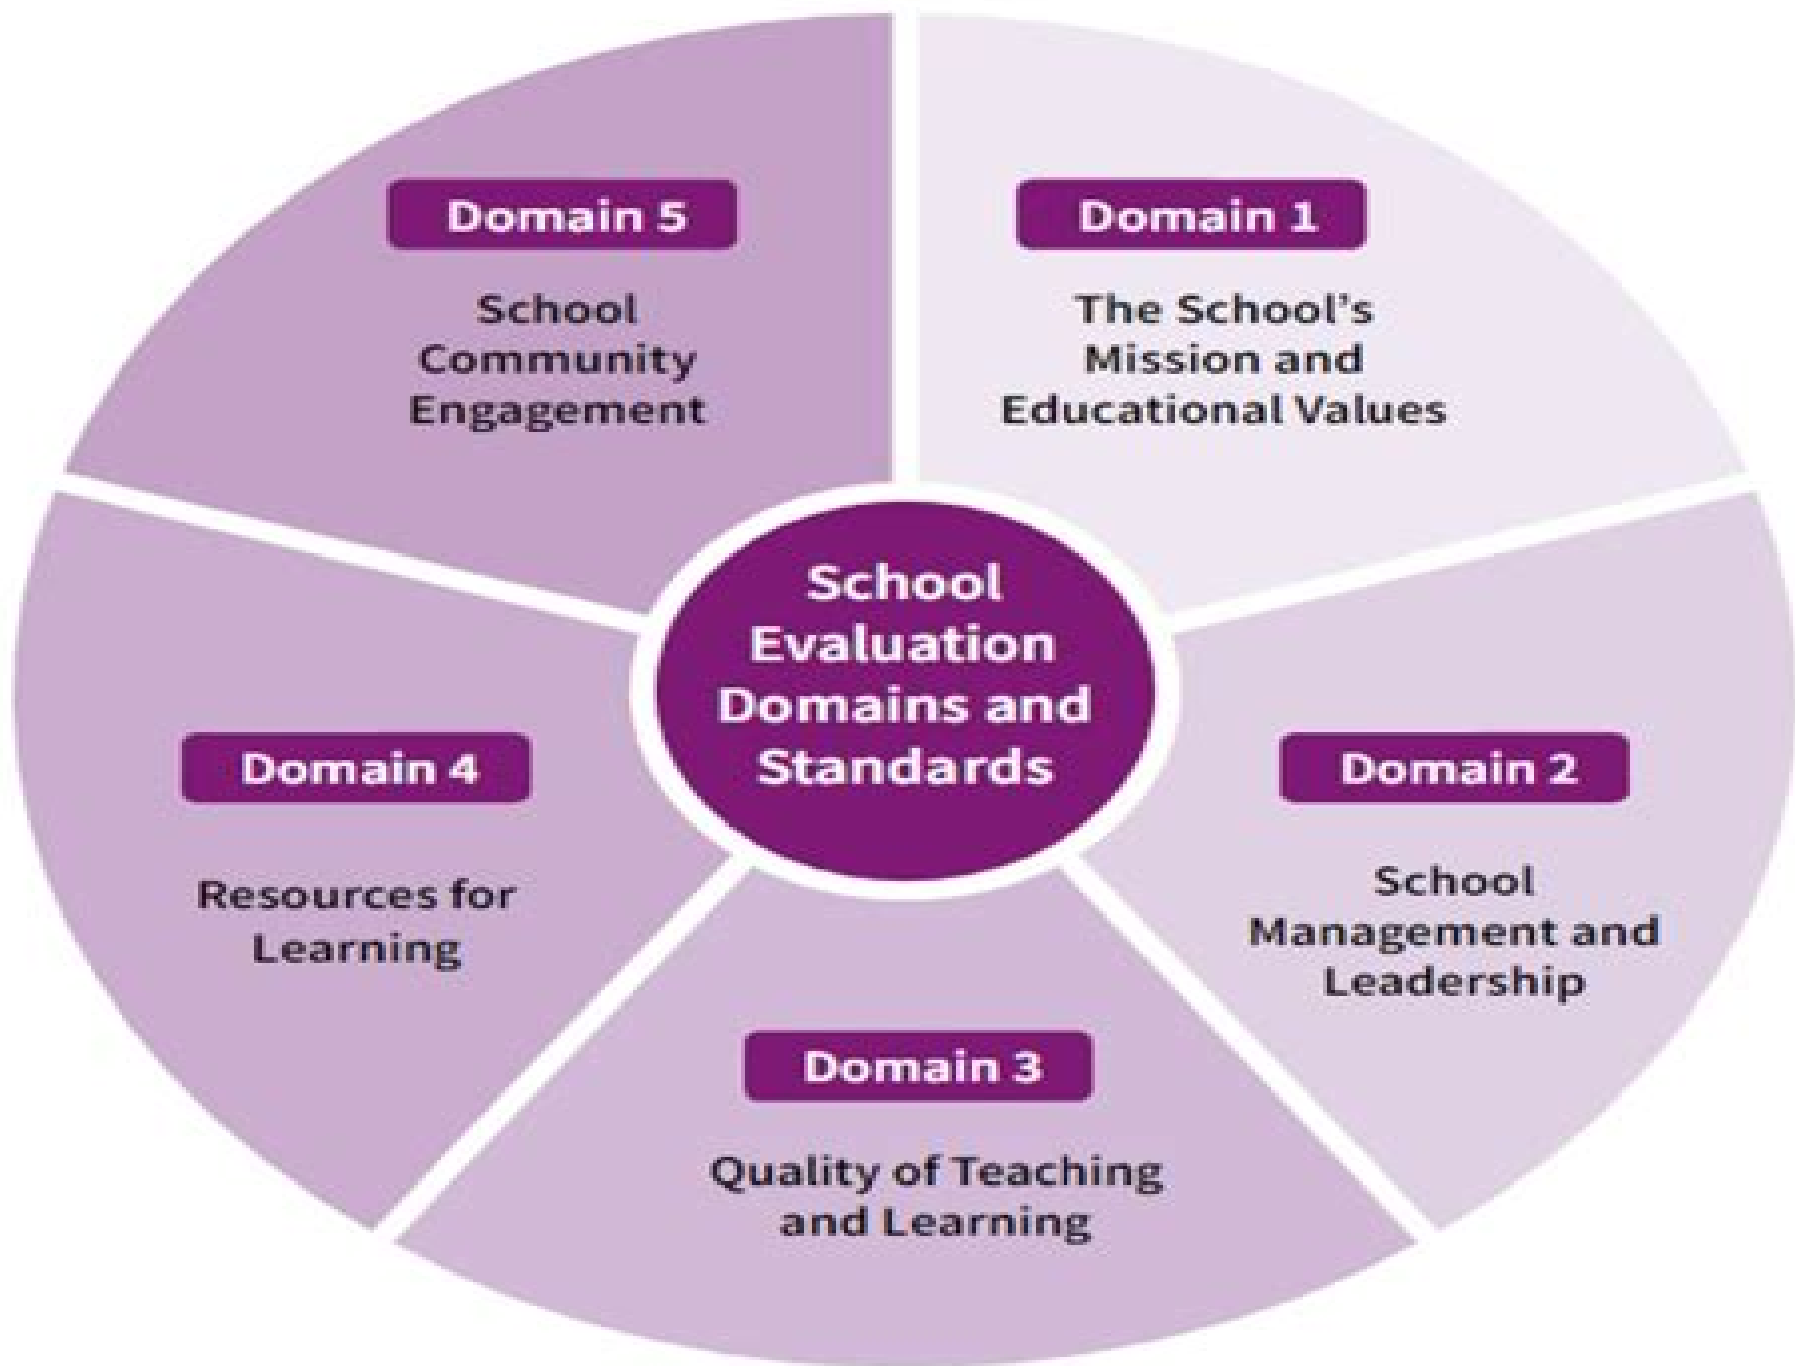 School
Evaluation
Domains and
Standards
Domain 1
The School's
Mission and
Educational Values
Domain 2
School
Management and
Leadership
Domain 3
Quality of Teaching
and Learning
Domain 4
Resources for
Learning
Domain 5
School
Community
Engagement